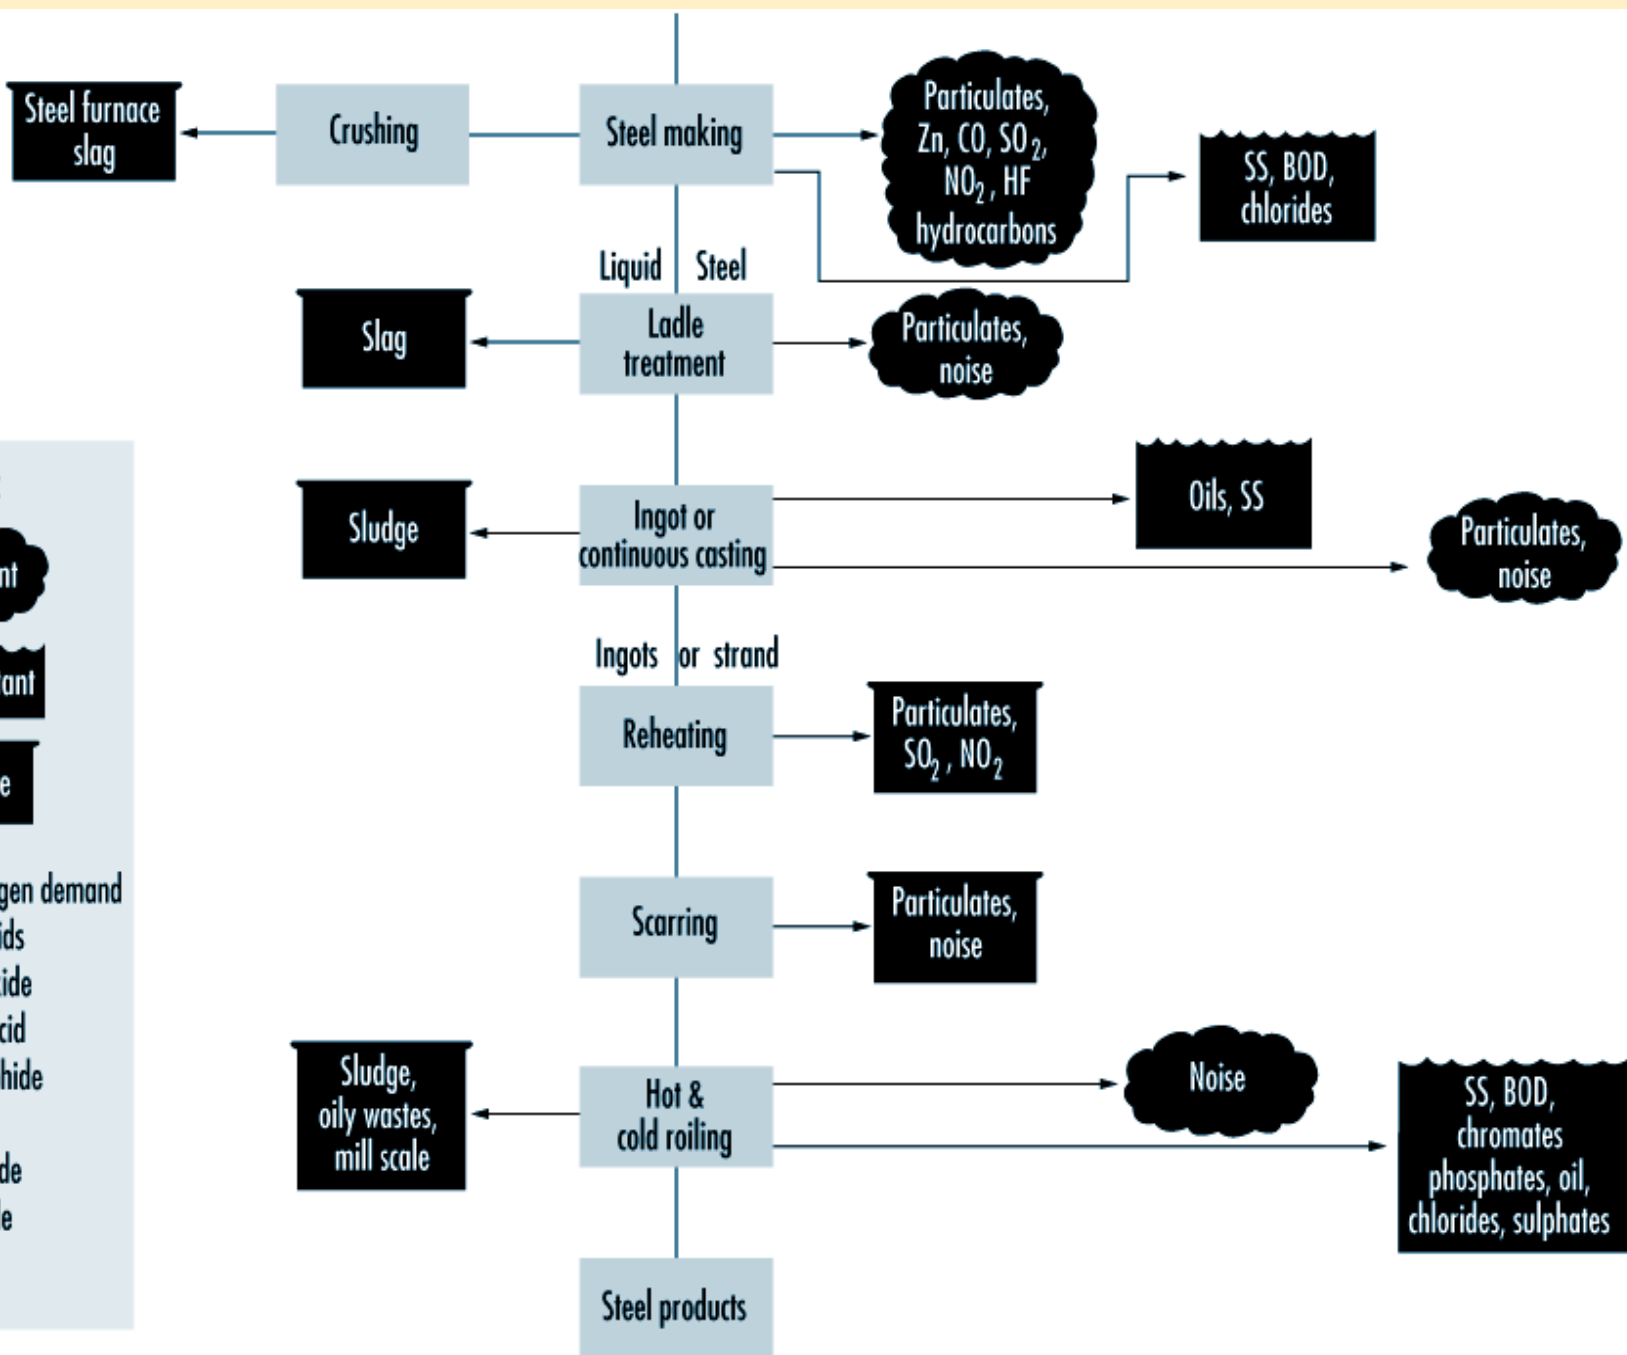 Steel furnace
slag
Crushing
Steel making
Particulates,
Zn, CO, SO2,
NO2, HF
hydrocarbons
SS, BOD,
chlorides
Liquid Steel
Slag
Ladle
treatment
Particulates,
noise
Sludge
Ingot or
continuous casting
Oils, SS
Particulates,
noise
Ingots or strand
Reheating
Particulates,
SO2, NO2
Scarring
Particulates,
noise
Sludge,
oily wastes,
mill scale
Hot &
cold roiling
Noise
SS, BOD,
chromates
phosphates, oil,
chlorides, sulphates
Steel products
demand